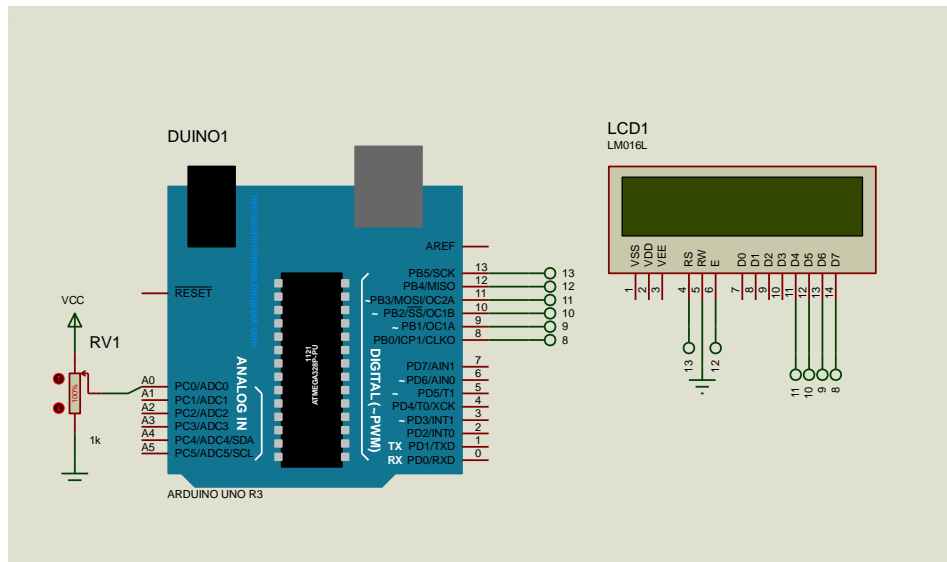 DUINO1
microcontrolandos.blogspot.com
AREF
RESET
PB5/SCK 13 13
PB4/MISO 12 12
~PB3/MOSI/OC2A 11 11
~ PB2/SS/OC1B 10 10
~ PB1/OC1A 9 9
PB0/ICP1/CLKO 8 8
1121
ATMEGA328P-PU
ANALOG IN
DIGITAL (~PWM)
PD7/AIN1 7
~PD6/AIN0 6
~ PD5/T1 5
PD4/T0/XCK 4
~PD3/INT1 3
PD2/INT0 2
TX PD1/TXD 1
RX PD0/RXD 0
A0 PC0/ADC0
A1 PC1/ADC1
A2 PC2/ADC2
A3 PC3/ADC3
A4 PC4/ADC4/SDA
A5 PC5/ADC5/SCL
ARDUINO UNO R3
VCC
RV1
100%
1k
LCD1
LM016L
VSS VDD VEE RS RW E D0 D1 D2 D3 D4 D5 D6 D7
1 2 3 4 5 6 7 8 9 10 11 12 13 14
13 12 11 10 9 8